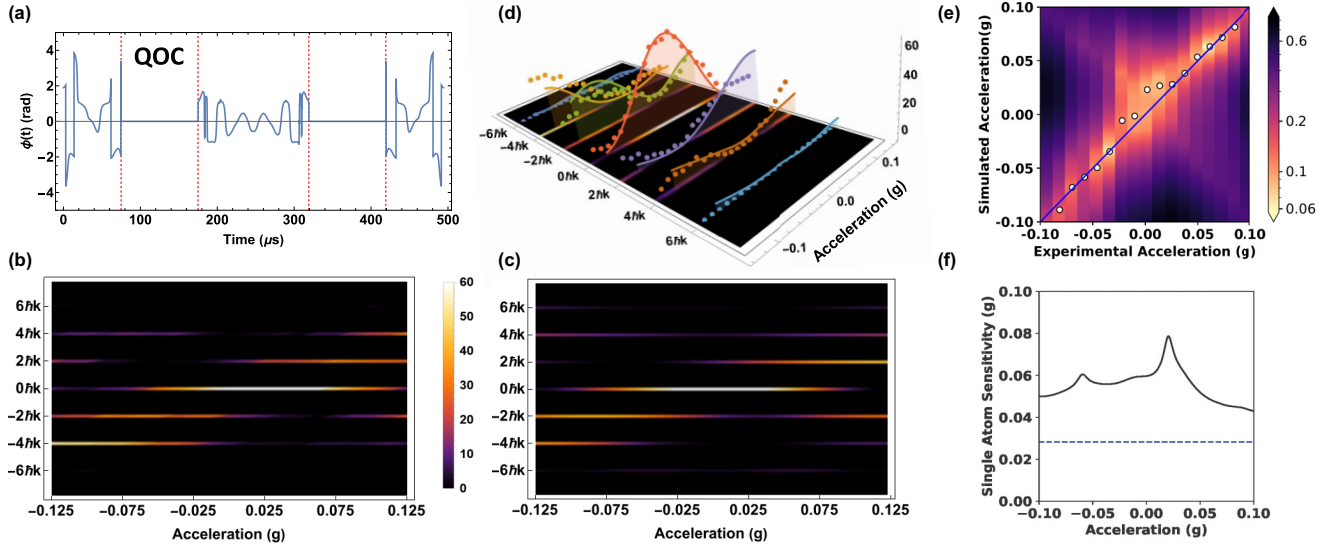 (a)
QOC
ϕ(t) (rad)
4
2
0
−2
−4
0
100
200
300
400
500
Time (μs)
(b)
6ℏk
4ℏk
2ℏk
0ℏk
−2ℏk
−4ℏk
−6ℏk
−0.125
−0.075
−0.025
0.025
0.075
0.125
Acceleration (g)
60
50
40
30
20
10
0
(c)
6ℏk
4ℏk
2ℏk
0ℏk
−2ℏk
−4ℏk
−6ℏk
−0.125
−0.075
−0.025
0.025
0.075
0.125
Acceleration (g)
(d)
−6ℏk
−4ℏk
−2ℏk
0ℏk
2ℏk
4ℏk
6ℏk
60
40
20
0
0.1
0.0
−0.1
Acceleration (g)
(e)
Simulated Acceleration(g)
0.10
0.05
0.00
−0.05
−0.10
−0.10
−0.05
0.00
0.05
0.10
Experimental Acceleration (g)
0.6
0.2
0.1
0.06
(f)
Single Atom Sensitivity (g)
0.10
0.08
0.06
0.04
0.02
0.00
−0.10
−0.05
0.00
0.05
0.10
Acceleration (g)